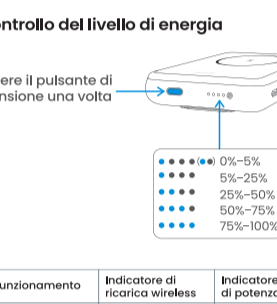 ntrollo del livello di energia
ere il pulsante di
nsione una volta
0%–5%
5%–25%
25%–50%
50%–75%
75%–100%
unzionamento
Indicatore di
ricarica wireless
Indicatore
di potenz